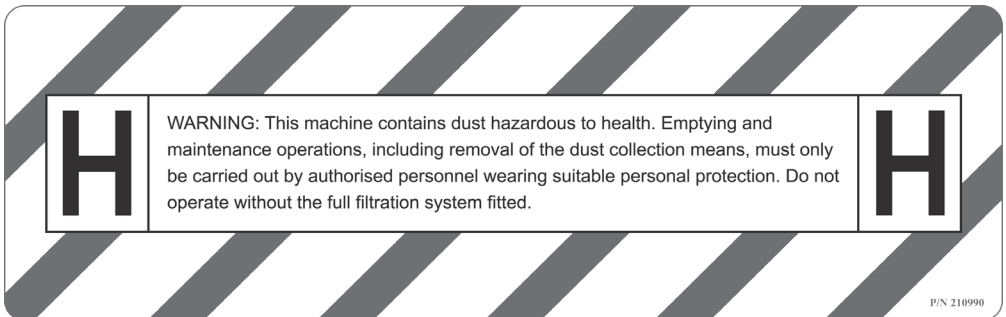 H
WARNING: This machine contains dust hazardous to health. Emptying and
maintenance operations, including removal of the dust collection means, must only
be carried out by authorised personnel wearing suitable personal protection. Do not
operate without the full filtration system fitted.
H
P/N 210990